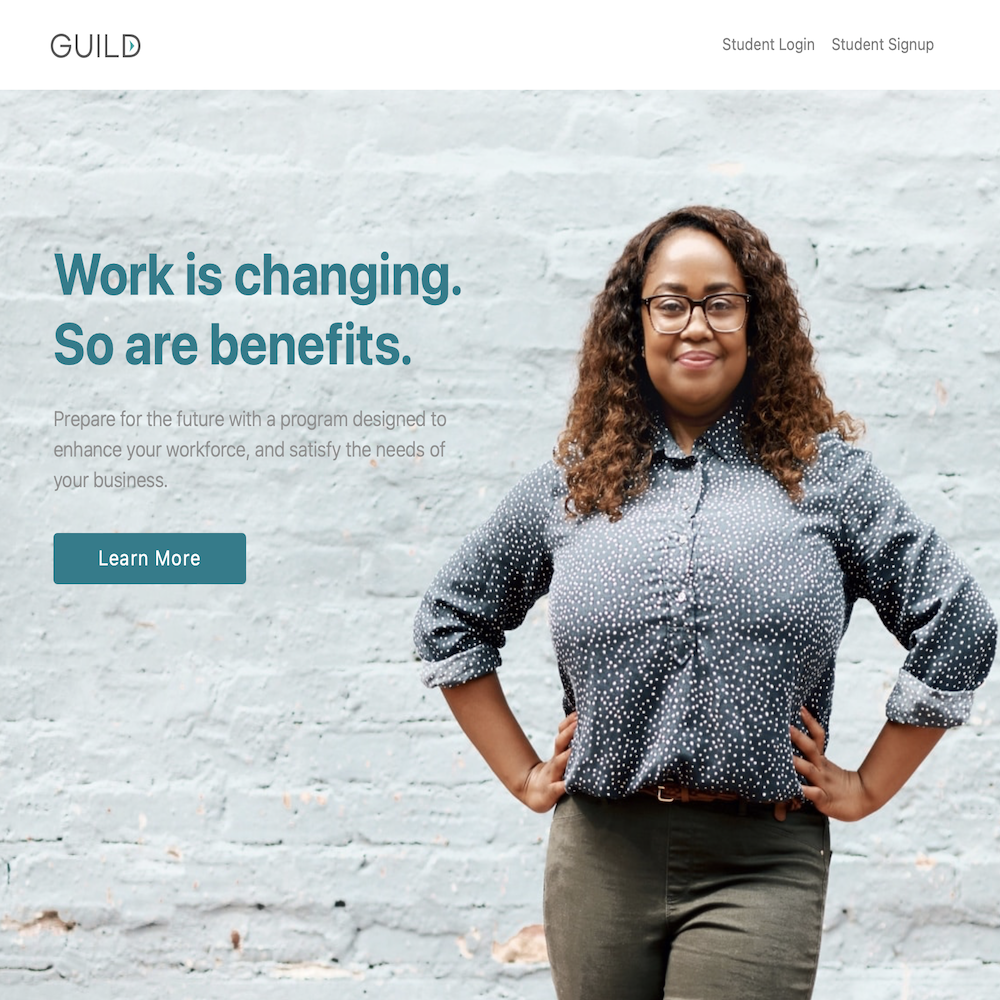 GUILD
Student Login Student Signup
Work is changing.
So are benefits.
Prepare for the future with a program designed to
enhance your workforce, and satisfy the needs of
your business.
Learn More